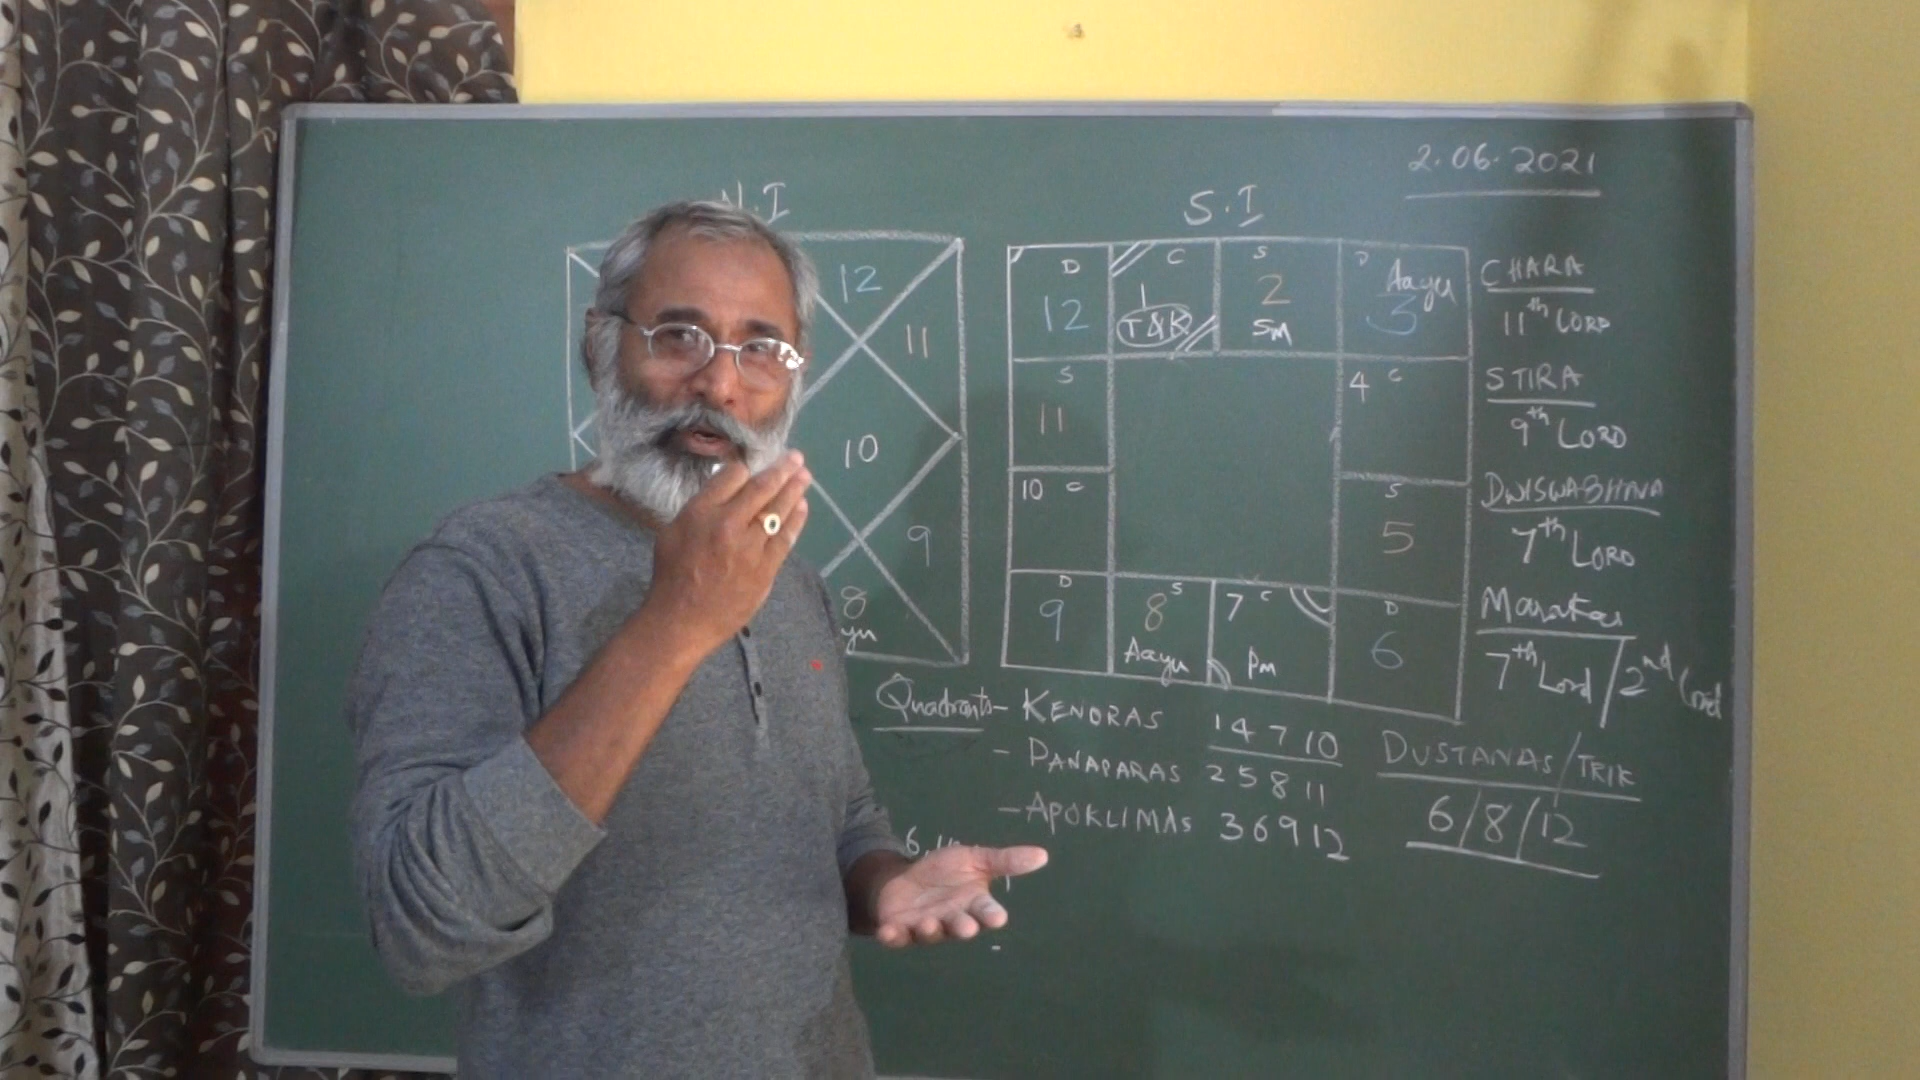 2.06.2021
N.I
12
11
10
9
8
yu
S.I
D
12
C
1
T & K
S
2
SM
D
Aayu
3
S
11
4 C
10 C
S
5
D
9
8 S
Aayu
7 C
PM
D
6
CHARA
11th LORD
STIRA
9th LORD
DWISWABHAVA
7th LORD
Marakas
7th Lord / 2nd Lord
Quadrants - KENDRAS 1 4 7 10
- PANAPARAS 2 5 8 11
- APOKLIMAS 3 6 9 12
DUSTANAS / TRIK
6/8/12